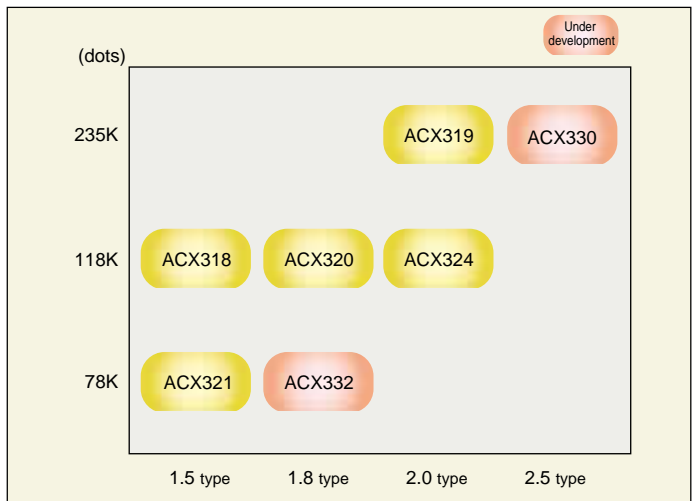 Under
development
(dots)
235K
ACX319
ACX330
118K
ACX318
ACX320
ACX324
78K
ACX321
ACX332
1.5 type
1.8 type
2.0 type
2.5 type